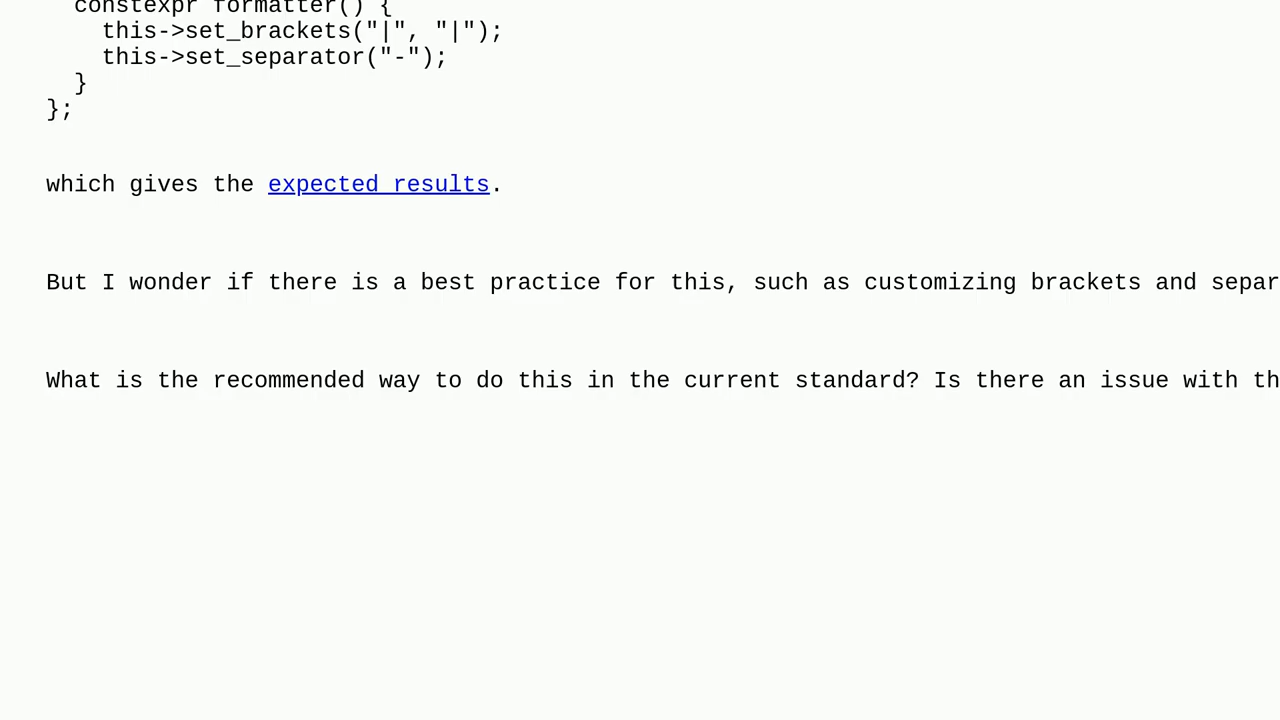 constexpr formatter() {
this->set_brackets("|", "|");
this->set_separator("-");
}
};
which gives the expected results.
But I wonder if there is a best practice for this, such as customizing brackets and separ
What is the recommended way to do this in the current standard? Is there an issue with th